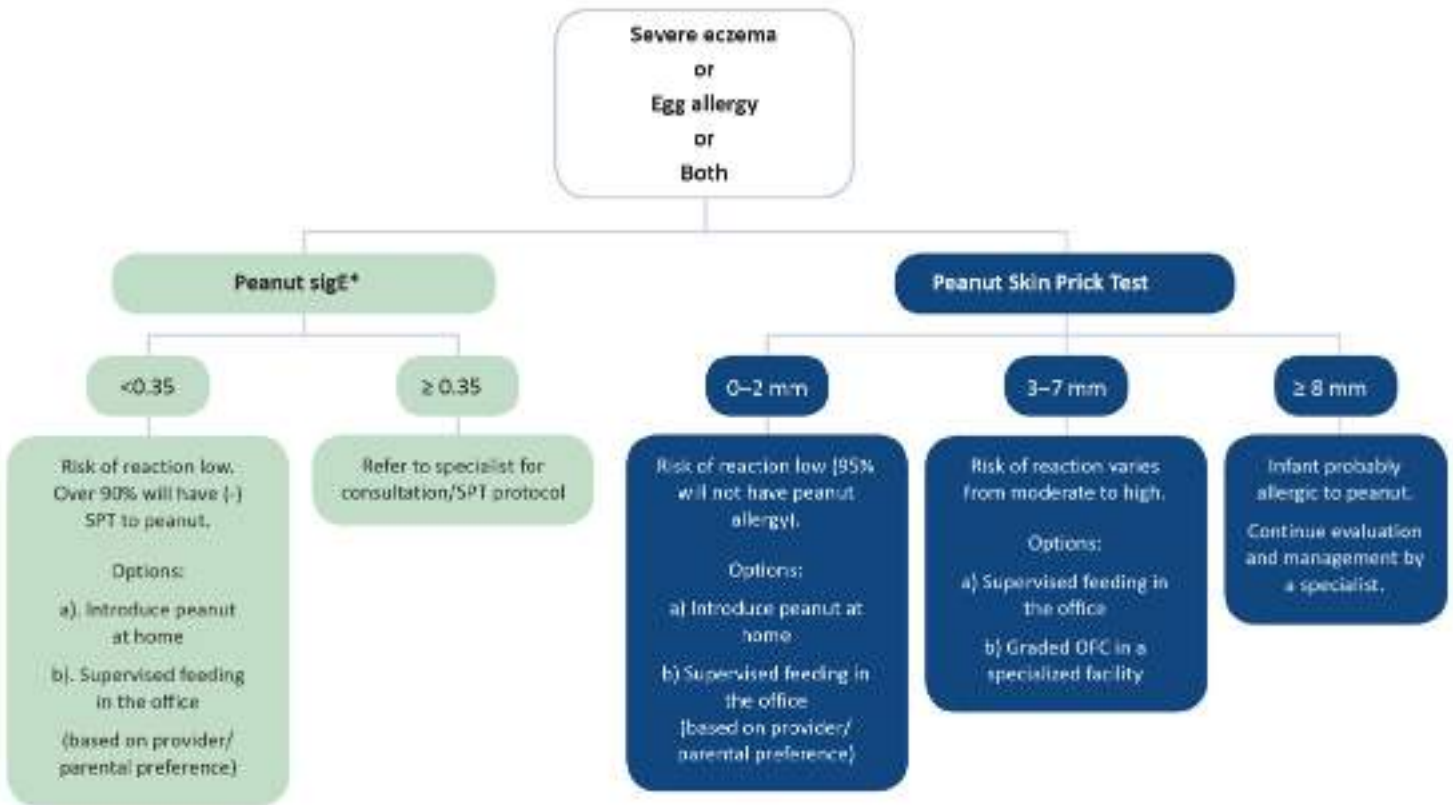 Severe eczema
or
Egg allergy
or
Both
Peanut sigE*
Peanut Skin Prick Test
<0.35
≥ 0.35
0–2 mm
3–7 mm
≥ 8 mm
Risk of reaction low.
Over 90% will have (-)
SPT to peanut.
Options:
a). Introduce peanut
at home
b). Supervised feeding
in the office
(based on provider/
parental preference)
Refer to specialist for
consultation/SPT protocol
Risk of reaction low (95%
will not have peanut
allergy).
Options:
a) Introduce peanut at
home
b) Supervised feeding in
the office
(based on provider/
parental preference)
Risk of reaction varies
from moderate to high.
Options:
a) Supervised feeding in
the office
b) Graded OFC in a
specialized facility
Infant probably
allergic to peanut.
Continue evaluation
and management by
a specialist.